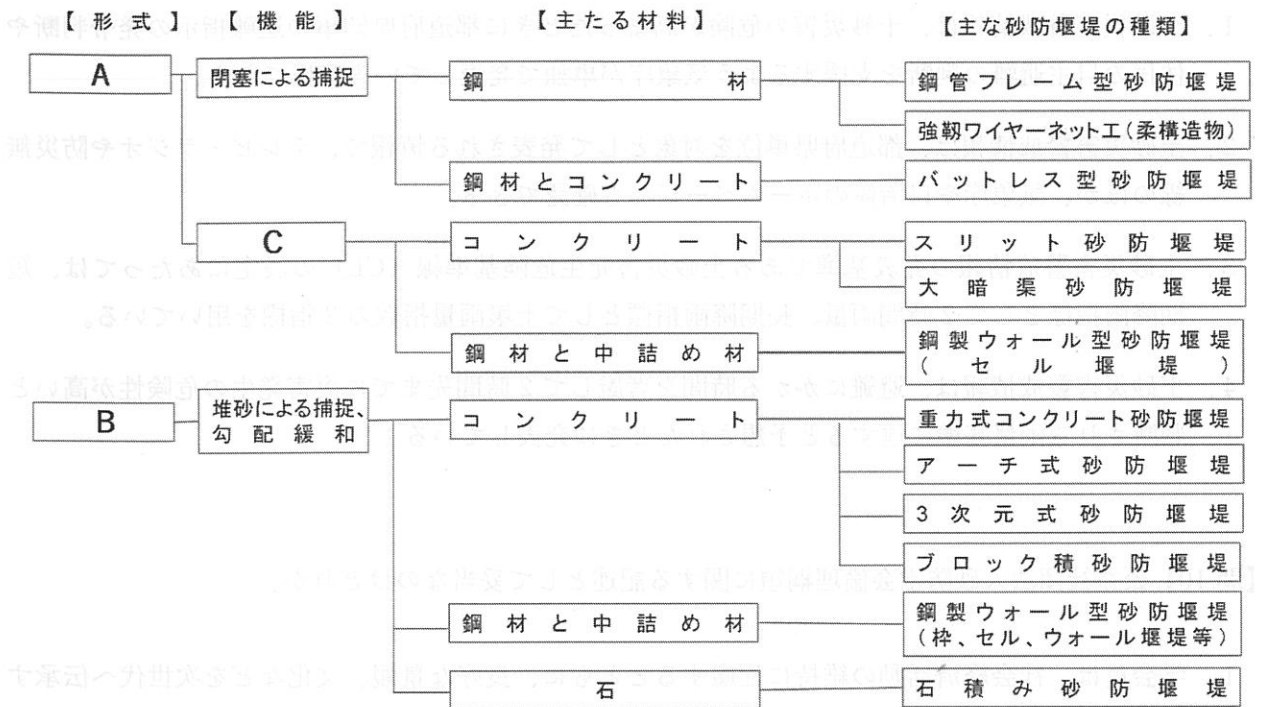 【形式】 【機能】 【主たる材料】 【主な砂防堰堤の種類】
A 閉塞による捕捉 鋼材 鋼管フレーム型砂防堰堤
強靱ワイヤーネット工(柔構造物)
鋼材とコンクリート バットレス型砂防堰堤
C コンクリート スリット砂防堰堤
大暗渠砂防堰堤
鋼材と中詰め材 鋼製ウォール型砂防堰堤
(セル堰堤)
B 堆砂による捕捉、 コンクリート 重力式コンクリート砂防堰堤
勾配緩和
アーチ式砂防堰堤
3次元式砂防堰堤
ブロック積砂防堰堤
鋼材と中詰め材 鋼製ウォール型砂防堰堤
(枠、セル、ウォール堰堤等)
石 石積み砂防堰堤